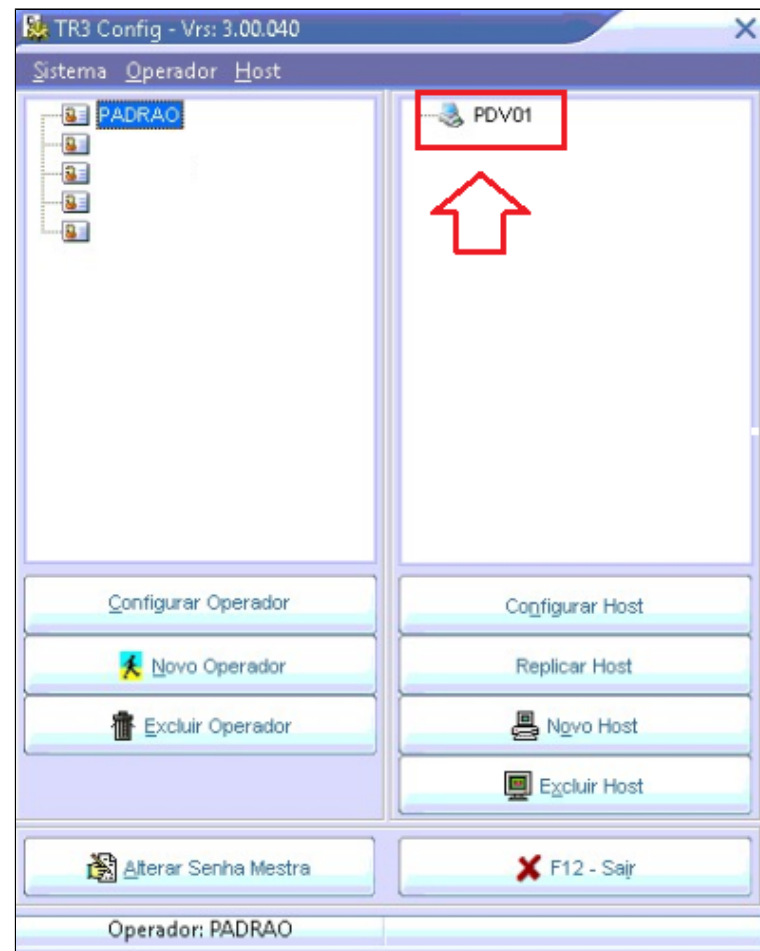 TR3 Config - Vrs: 3.00.040
Sistema Operador Host
PADRAO
PDV01
Configurar Operador
Novo Operador
Excluir Operador
Configurar Host
Replicar Host
Novo Host
Excluir Host
Alterar Senha Mestra
F12 - Sair
Operador: PADRAO